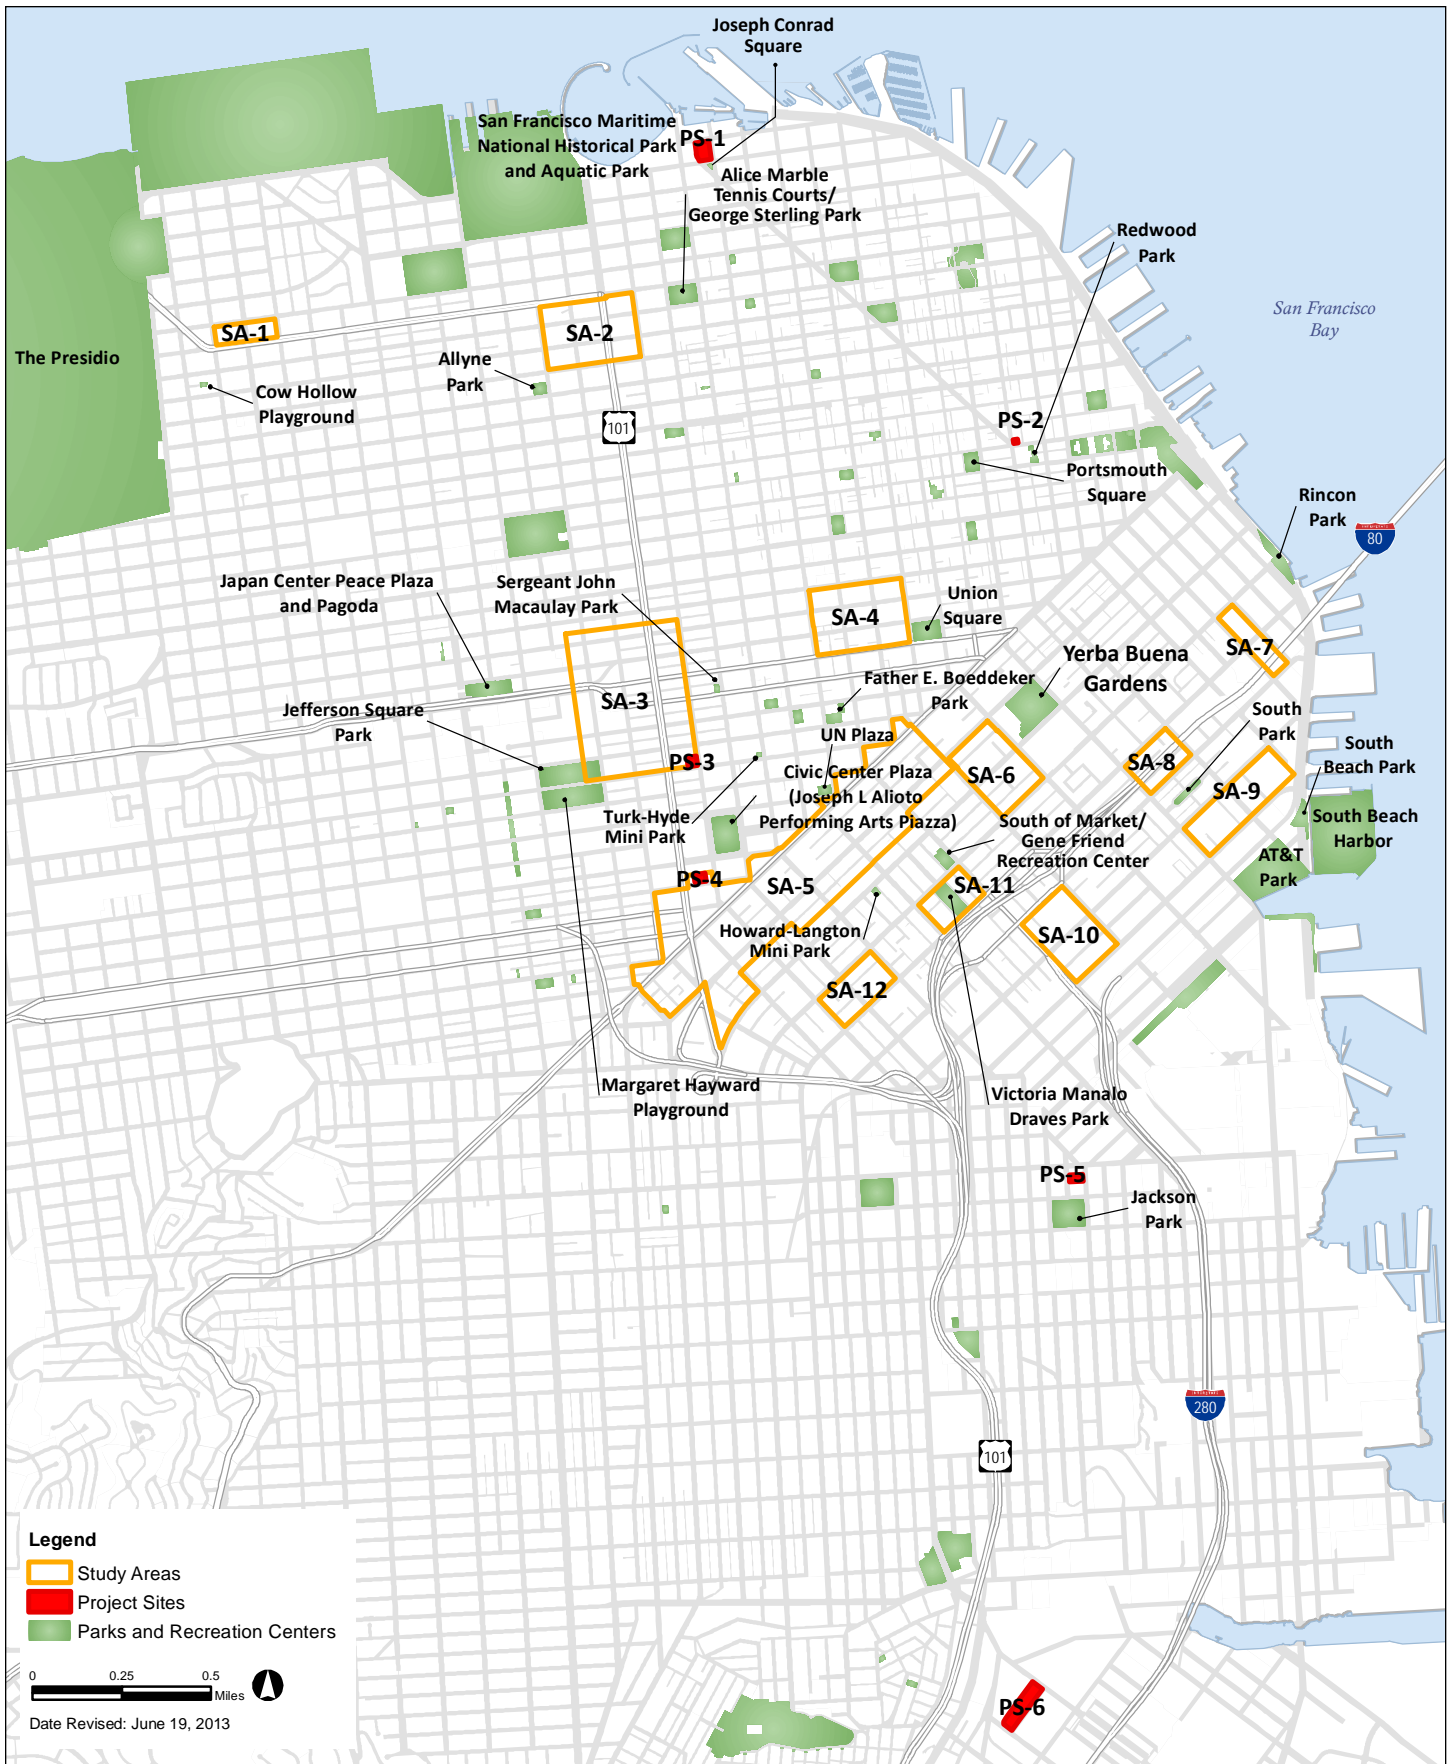 Joseph Conrad
Square
San Francisco Maritime
National Historical Park
and Aquatic Park
PS-1
Alice Marble
Tennis Courts/
George Sterling Park
Redwood
Park
San Francisco
Bay
The Presidio
SA-1
SA-2
Cow Hollow
Playground
Allyne
Park
101
PS-2
Portsmouth
Square
Rincon
Park
80
Japan Center Peace Plaza
and Pagoda
Sergeant John
Macaulay Park
SA-4
Union
Square
SA-7
Yerba Buena
Gardens
SA-3
Father E. Boeddeker
Park
Jefferson Square
Park
South
Park
UN Plaza
PS-3
SA-8
South
Beach Park
Civic Center Plaza
(Joseph L Alioto
Performing Arts Piazza)
SA-6
SA-9
Turk-Hyde
Mini Park
South of Market/
Gene Friend
Recreation Center
South Beach
Harbor
AT&T
Park
PS-4
SA-5
SA-11
Howard-Langton
Mini Park
SA-10
SA-12
Margaret Hayward
Playground
Victoria Manalo
Draves Park
PS-5
Jackson
Park
280
101
PS-6
Legend
Study Areas
Project Sites
Parks and Recreation Centers
0 0.25 0.5
Miles
Date Revised: June 19, 2013